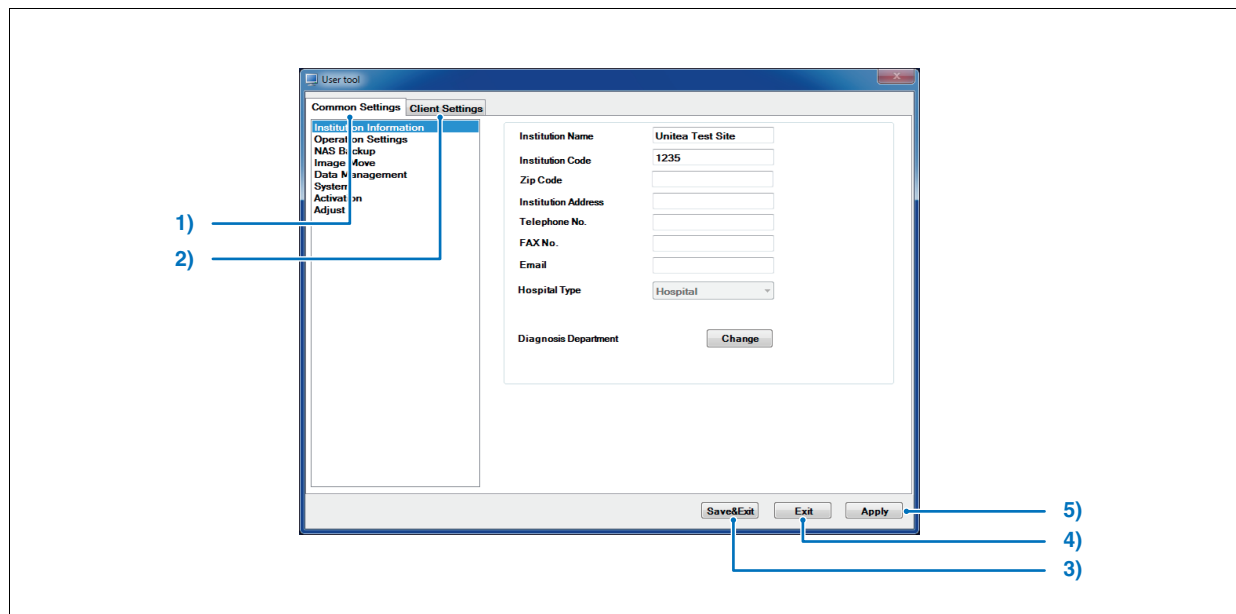 User tool
Common Settings Client Settings
Institution Information
Operation Settings
NAS Backup
Image Move
Data Management
System
Activation
Adjust
Institution Name Unitea Test Site
Institution Code 1235
Zip Code
Institution Address
Telephone No.
FAX No.
Email
Hospital Type Hospital
Diagnosis Department Change
1)
2)
Save&Exit Exit Apply 5)
4)
3)